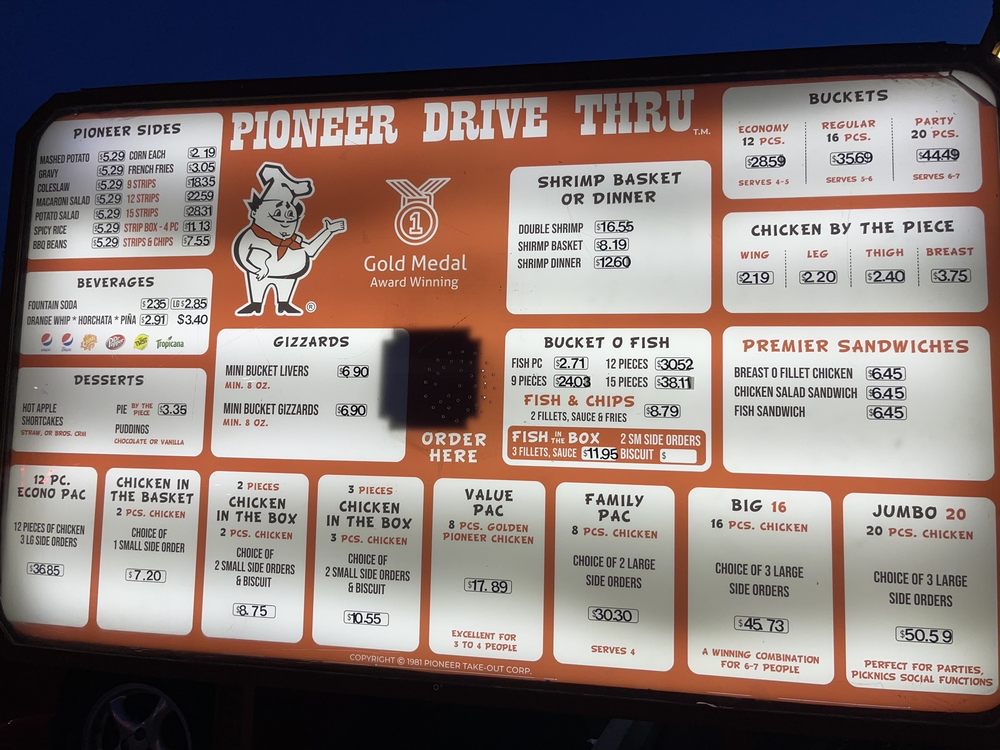 PIONEER DRIVE THRU T.M.
PIONEER SIDES
MASHED POTATO $5.29 CORN EACH $2.19
GRAVY $5.29 FRENCH FRIES $3.05
COLESLAW $5.29 9 STRIPS $18.35
MACARONI SALAD $5.29 12 STRIPS $22.59
POTATO SALAD $5.29 15 STRIPS $28.31
SPICY RICE $5.29 STRIP BOX - 4 PC $11.13
BBQ BEANS $5.29 STRIPS & CHIPS $7.55
BEVERAGES
FOUNTAIN SODA $2.35 LG $2.85
ORANGE WHIP * HORCHATA * PIÑA $2.91 $3.40
Tropicana
DESSERTS
HOT APPLE PIE BY THE PIECE $3.35
SHORTCAKES
STRAW. OR BROS. CRM
PUDDINGS
CHOCOLATE OR VANILLA
®
1
Gold Medal
Award Winning
GIZZARDS
MINI BUCKET LIVERS $6.90
MIN. 8 OZ.
MINI BUCKET GIZZARDS $6.90
MIN. 8 OZ.
ORDER
HERE
SHRIMP BASKET
OR DINNER
DOUBLE SHRIMP $16.55
SHRIMP BASKET $8.19
SHRIMP DINNER $12.60
BUCKET O FISH
FISH PC $2.71 12 PIECES $30.52
9 PIECES $24.03 15 PIECES $38.11
FISH & CHIPS
2 FILLETS, SAUCE & FRIES $8.79
FISH IN THE BOX 2 SM SIDE ORDERS
3 FILLETS, SAUCE $11.95 BISCUIT $
BUCKETS
ECONOMY REGULAR PARTY
12 PCS. 16 PCS. 20 PCS.
$28.59 $35.69 $44.49
SERVES 4-5 SERVES 5-6 SERVES 6-7
CHICKEN BY THE PIECE
WING LEG THIGH BREAST
$2.19 $2.20 $2.40 $3.75
PREMIER SANDWICHES
BREAST O FILLET CHICKEN $6.45
CHICKEN SALAD SANDWICH $6.45
FISH SANDWICH $6.45
12 PC.
ECONO PAC
12 PIECES OF CHICKEN
3 LG SIDE ORDERS
$36.85
CHICKEN IN
THE BASKET
2 PCS. CHICKEN
CHOICE OF
1 SMALL SIDE ORDER
$7.20
2 PIECES
CHICKEN
IN THE BOX
2 PCS. CHICKEN
CHOICE OF
2 SMALL SIDE ORDERS
& BISCUIT
$8.75
3 PIECES
CHICKEN
IN THE BOX
3 PCS. CHICKEN
CHOICE OF
2 SMALL SIDE ORDERS
& BISCUIT
$10.55
VALUE
PAC
8 PCS. GOLDEN
PIONEER CHICKEN
$17.89
EXCELLENT FOR
3 TO 4 PEOPLE
FAMILY
PAC
8 PCS. CHICKEN
CHOICE OF 2 LARGE
SIDE ORDERS
$30.30
SERVES 4
BIG 16
16 PCS. CHICKEN
CHOICE OF 3 LARGE
SIDE ORDERS
$45.73
A WINNING COMBINATION
FOR 6-7 PEOPLE
JUMBO 20
20 PCS. CHICKEN
CHOICE OF 3 LARGE
SIDE ORDERS
$50.59
PERFECT FOR PARTIES,
PICKNICS SOCIAL FUNCTIONS
COPYRIGHT © 1981 PIONEER TAKE-OUT CORP.